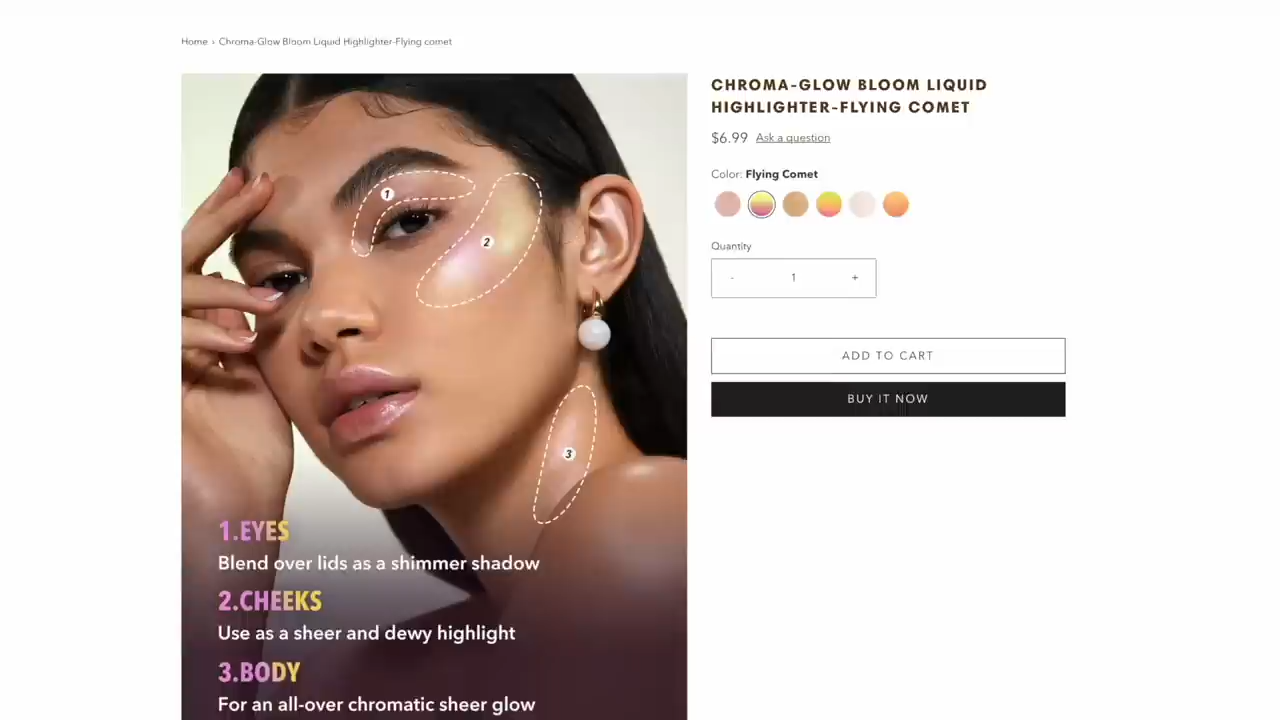 Home › Chroma-Glow Bloom Liquid Highlighter-Flying comet
CHROMA-GLOW BLOOM LIQUID
HIGHLIGHTER-FLYING COMET
$6.99 Ask a question
Color: Flying Comet
Quantity
- 1 +
ADD TO CART
BUY IT NOW
1
2
3
1.EYES
Blend over lids as a shimmer shadow
2.CHEEKS
Use as a sheer and dewy highlight
3.BODY
For an all-over chromatic sheer glow